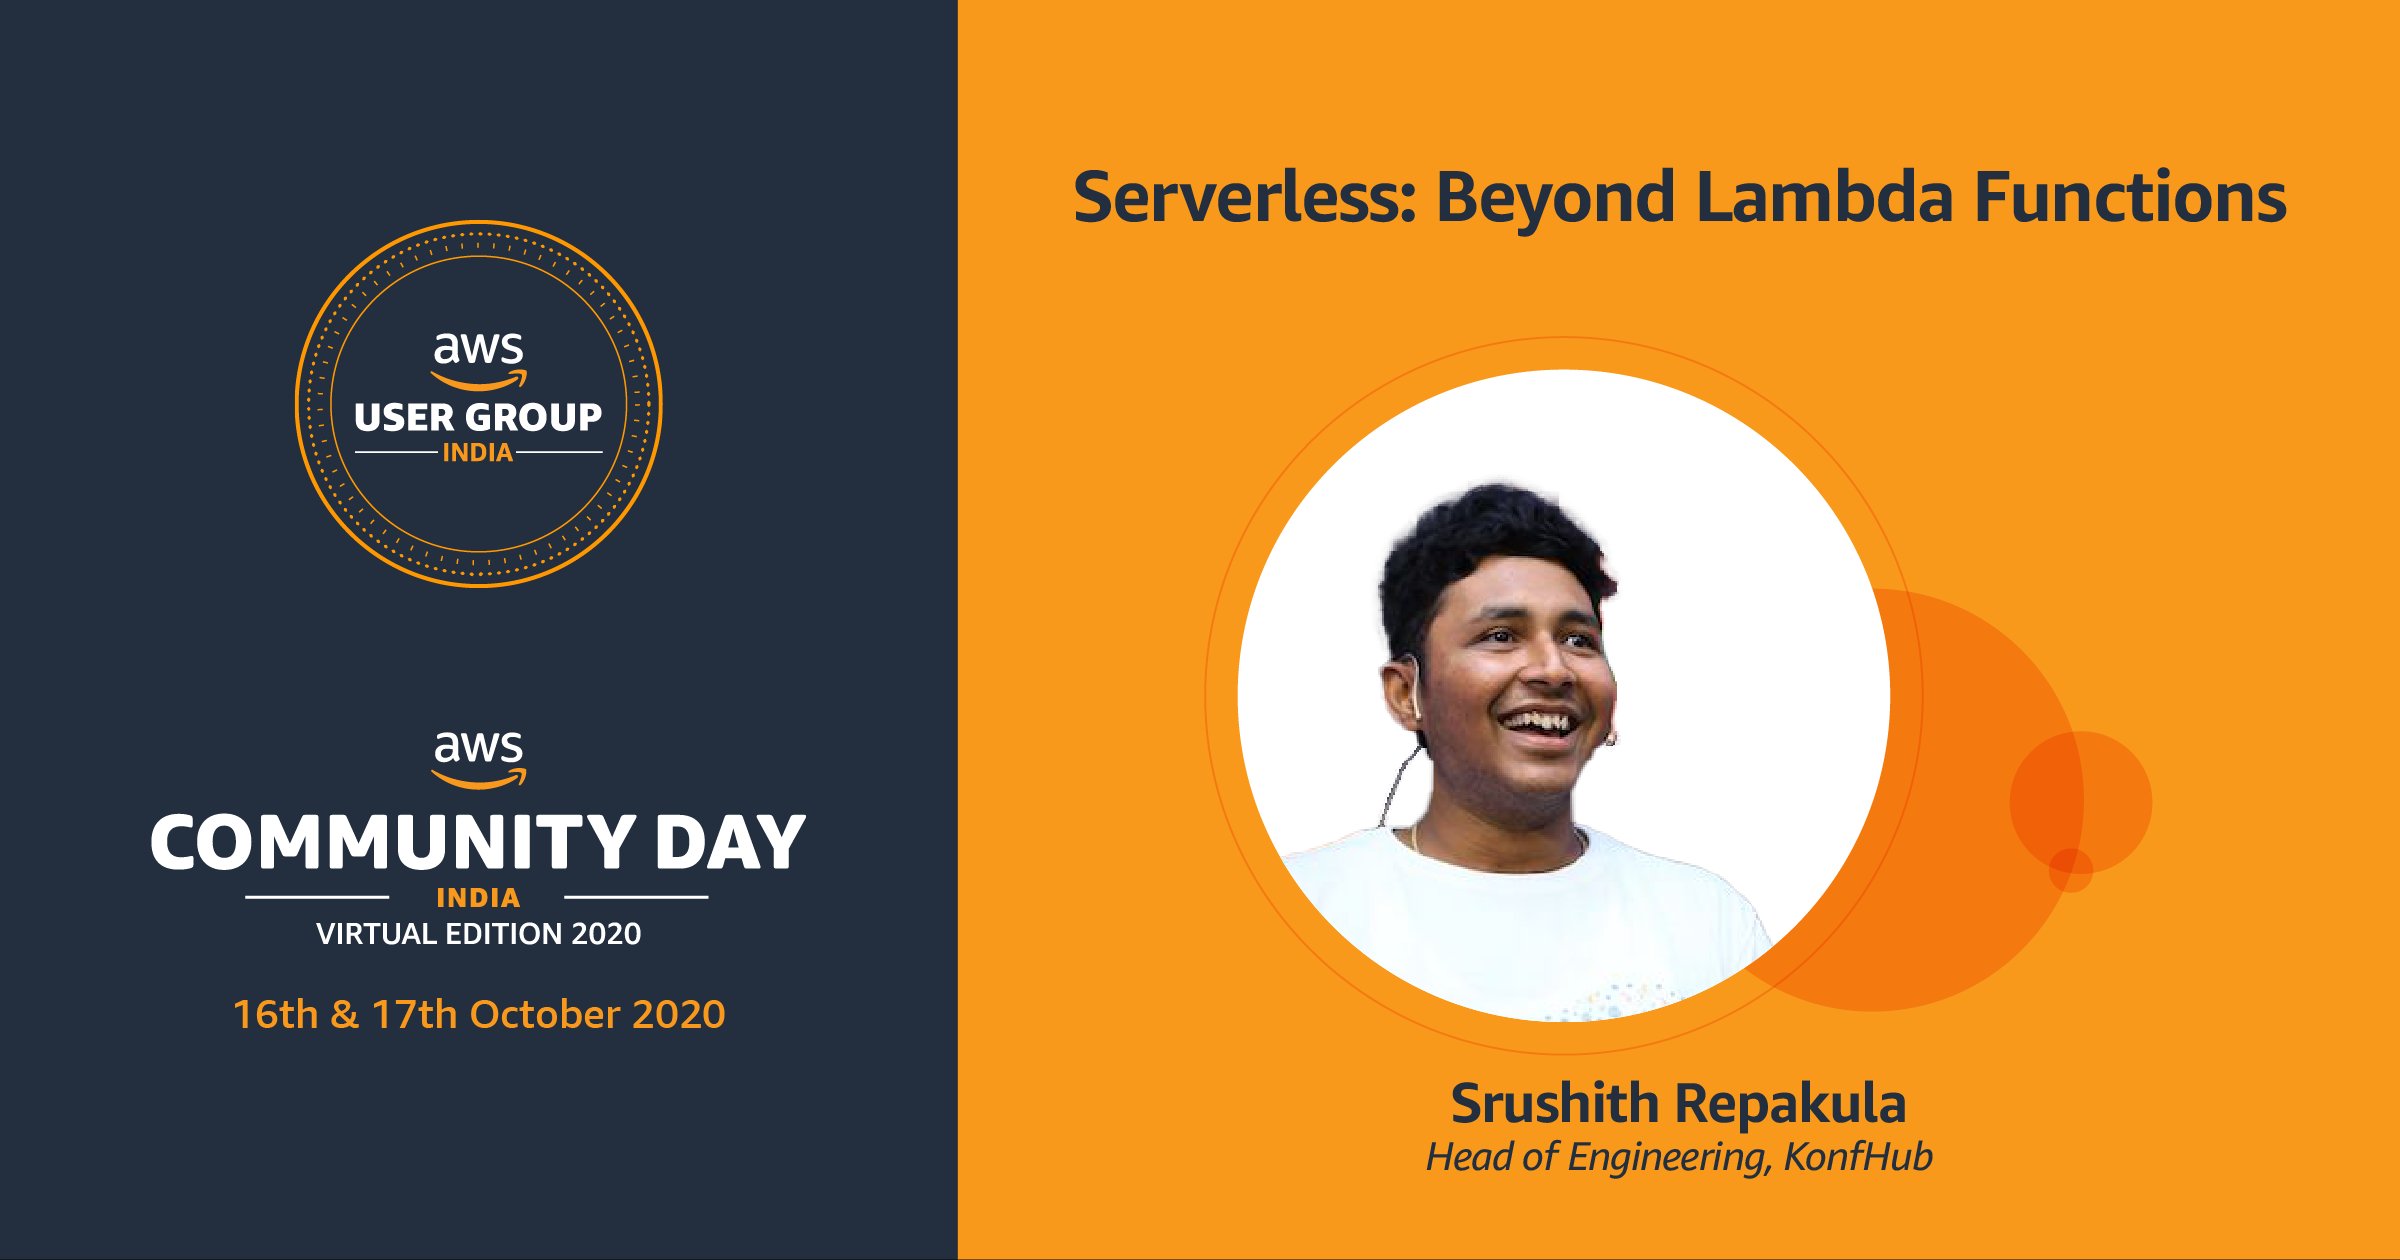 aws
USER GROUP
INDIA
aws
COMMUNITY DAY
INDIA
VIRTUAL EDITION 2020
16th & 17th October 2020
Serverless: Beyond Lambda Functions
Srushith Repakula
Head of Engineering, KonfHub